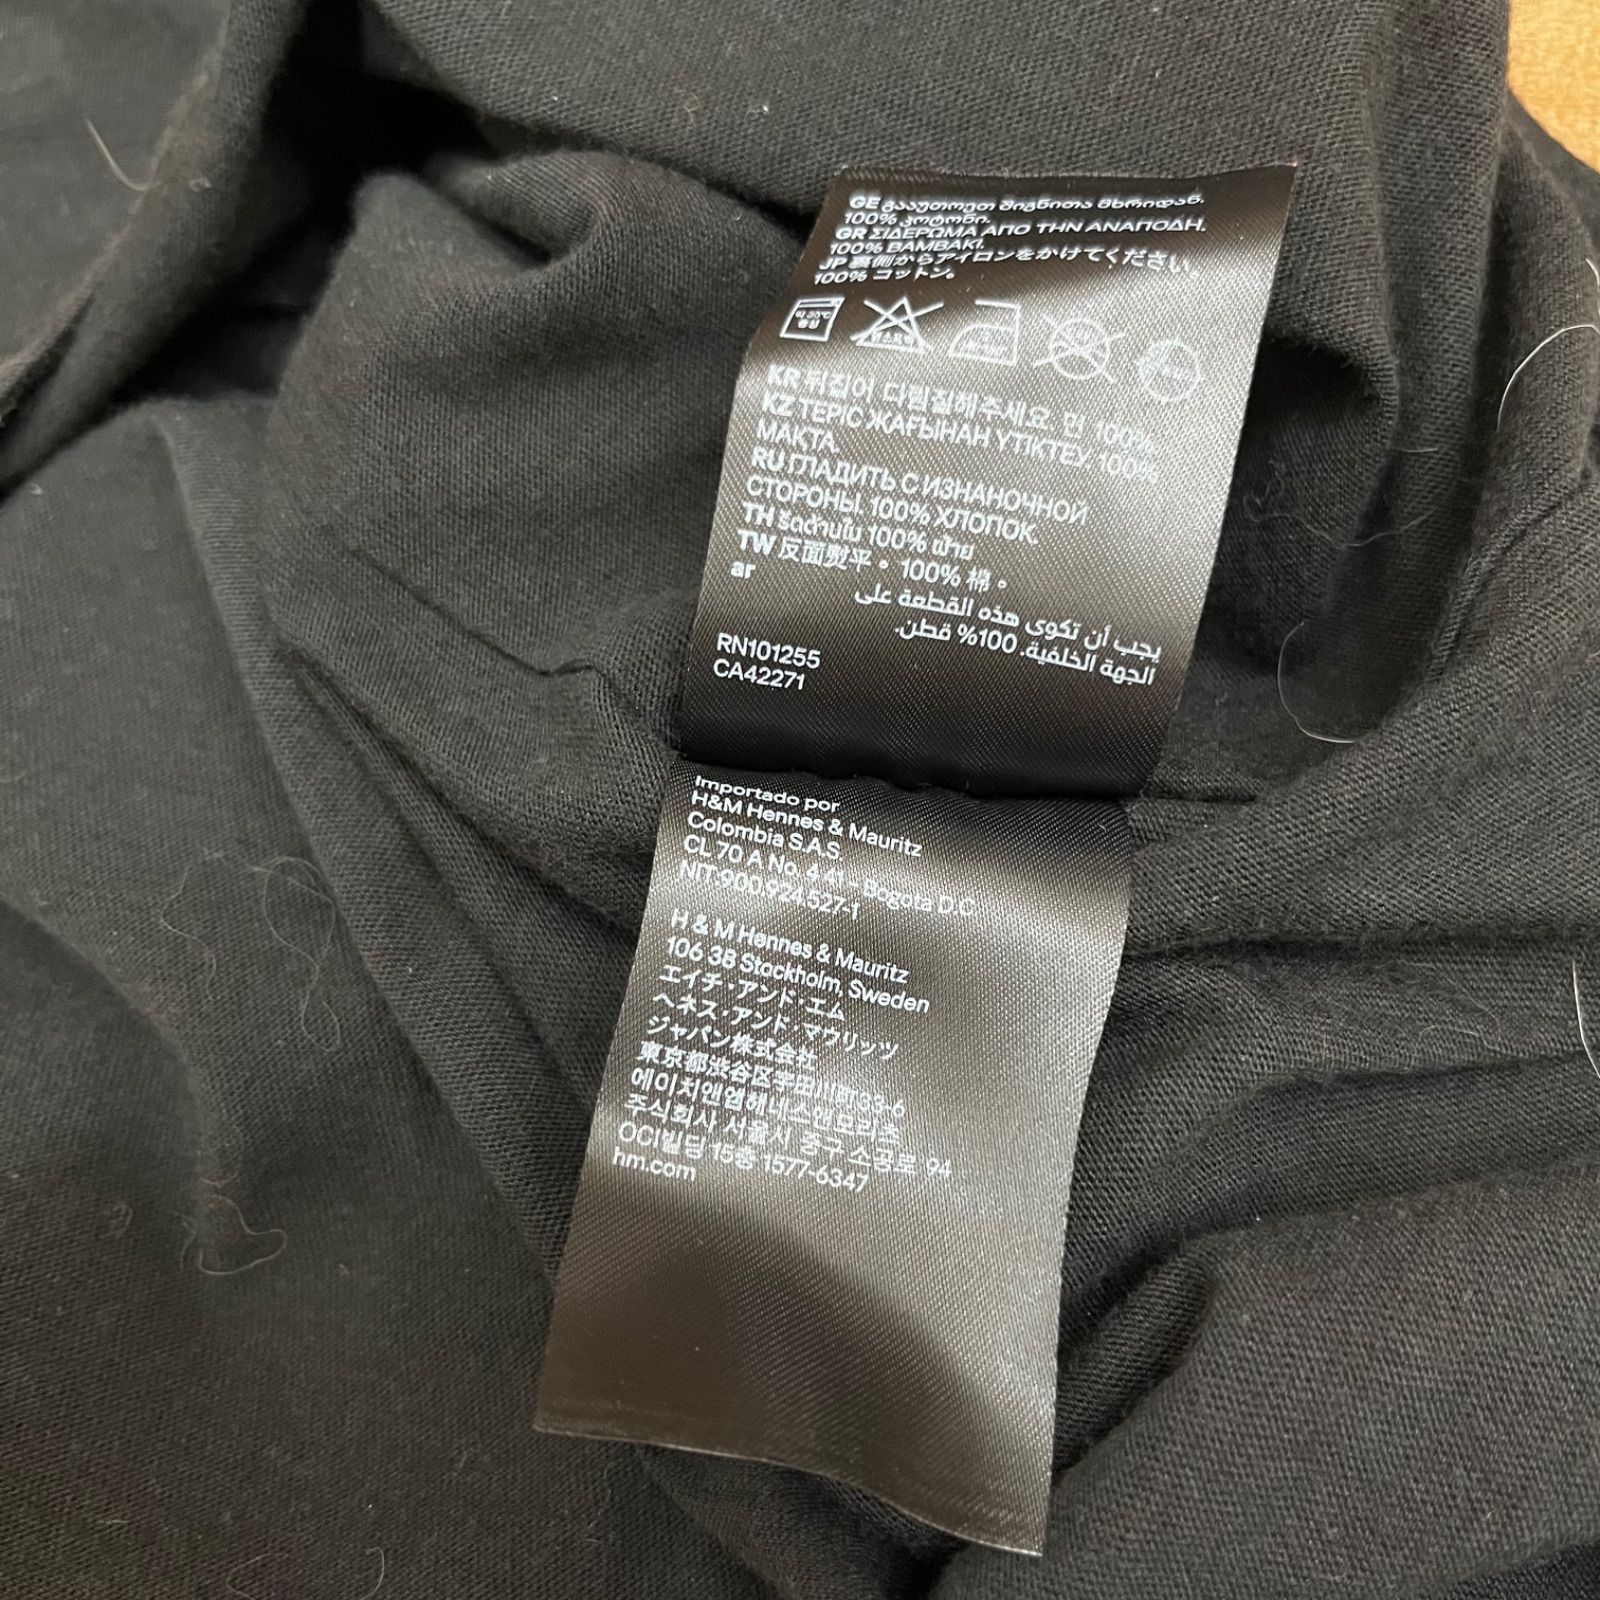 GE გააუთოეთ შიგნითა მხრიდან.
100% კოტონი.
GR ΣΙΔΕΡΩΜΑ ΑΠΟ ΤΗΝ ΑΝΑΠΟΔΗ.
100% ΒΑΜΒΑΚΙ.
JP 裏側からアイロンをかけてください。
100% コットン。
중성
KR 뒤집어 다림질해주세요 면 100%
KZ ТЕРІС ЖАҒЫНАН ҮТІКТЕУ 100%
МАКТА.
RU ГЛАДИТЬ С ИЗНАНОЧНОЙ
СТОРОНЫ. 100% ХЛОПОК.
TH รีดด้านใน 100% ฝ้าย
TW 反面熨平。100% 棉。
ar
يجب أن تكوى هذه القطعة على
الجهة الخلفية. 100% قطن.
RN101255
CA42271
Importado por
H&M Hennes & Mauritz
Colombia S.A.S.
CL 70 A No. 4 41 - Bogota D.C
NIT:900.924.527-1
H & M Hennes & Mauritz
106 38 Stockholm, Sweden
エイチ・アンド・エム
ヘネス・アンド・マウリッツ
ジャパン株式会社
東京都渋谷区宇田川町33-6
에이치앤엠헤네스앤모리츠
주식회사 서울시 중구 소공로 94
OCI빌딩 15층 1577-6347
hm.com